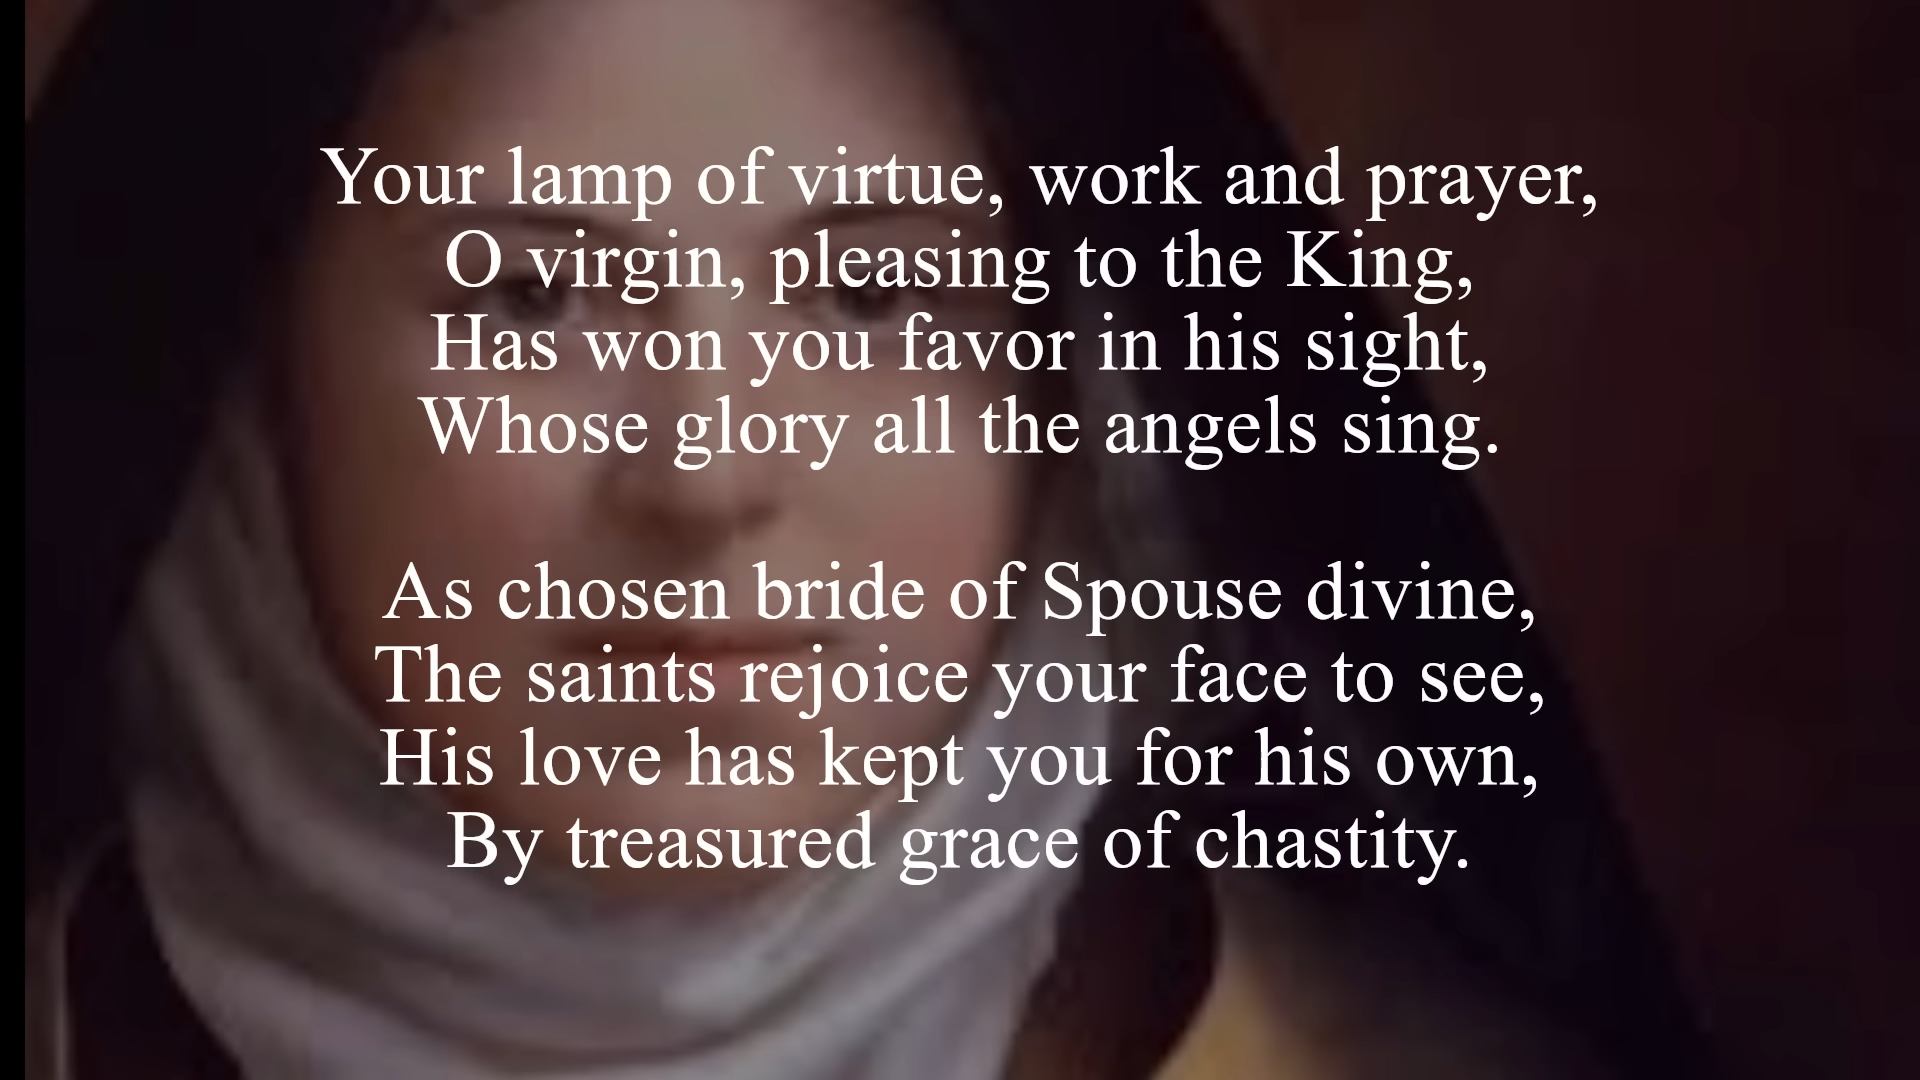 Your lamp of virtue, work and prayer,
O virgin, pleasing to the King,
Has won you favor in his sight,
Whose glory all the angels sing.
As chosen bride of Spouse divine,
The saints rejoice your face to see,
His love has kept you for his own,
By treasured grace of chastity.